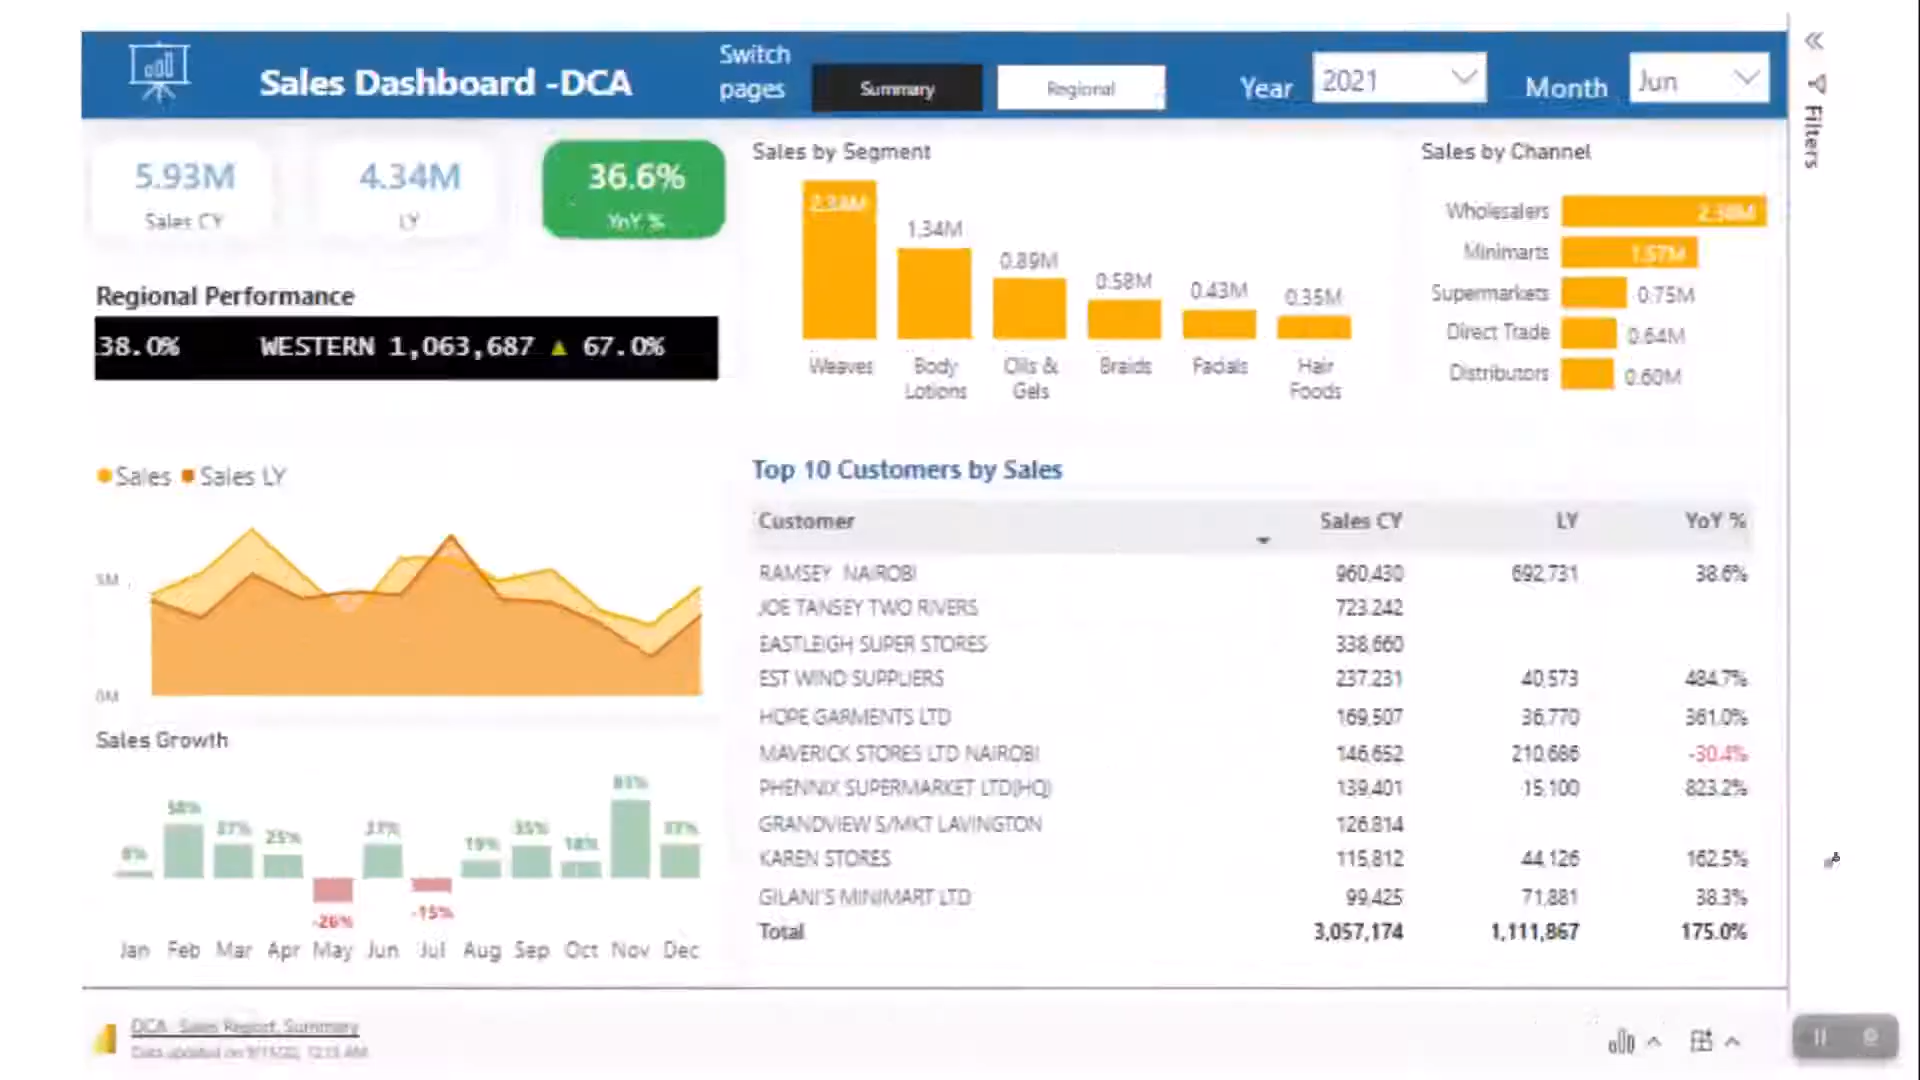 Sales Dashboard -DCA
Switch pages
Summary
Regional
Year
2021
Month
Jun
Filters
5.93M
Sales CY
4.34M
LY
36.6%
YoY %
Regional Performance
38.0% WESTERN 1,063,687 ▲ 67.0%
Sales by Segment
2.34M
1.34M
0.89M
0.58M
0.43M
0.35M
Weaves
Body Lotions
Oils & Gels
Braids
Facials
Hair Foods
Sales by Channel
Wholesalers 2.38M
Minimarts 1.57M
Supermarkets 0.75M
Direct Trade 0.64M
Distributors 0.60M
Sales Sales LY
5M
0M
Sales Growth
58%
25%
-26%
19%
35%
18%
-15%
Jan Feb Mar Apr May Jun Jul Aug Sep Oct Nov Dec
Top 10 Customers by Sales
Customer Sales CY LY YoY %
RAMSEY NAIROBI 960,430 692,731 38.6%
JOE TANSEY TWO RIVERS 723,242
EASTLEIGH SUPER STORES 338,660
EST WIND SUPPLIERS 237,231 40,573 484.7%
HOPE GARMENTS LTD 169,507 36,770 361.0%
MAVERICK STORES LTD NAIROBI 146,652 210,686 -30.4%
PHENNIX SUPERMARKET LTD(HQ) 139,401 15,100 823.2%
GRANDVIEW S/MKT LAVINGTON 126,814
KAREN STORES 115,812 44,126 162.5%
GILANI'S MINIMART LTD 99,425 71,881 38.3%
Total 3,057,174 1,111,867 175.0%
DCA Sales Report, Summary
Data updated on